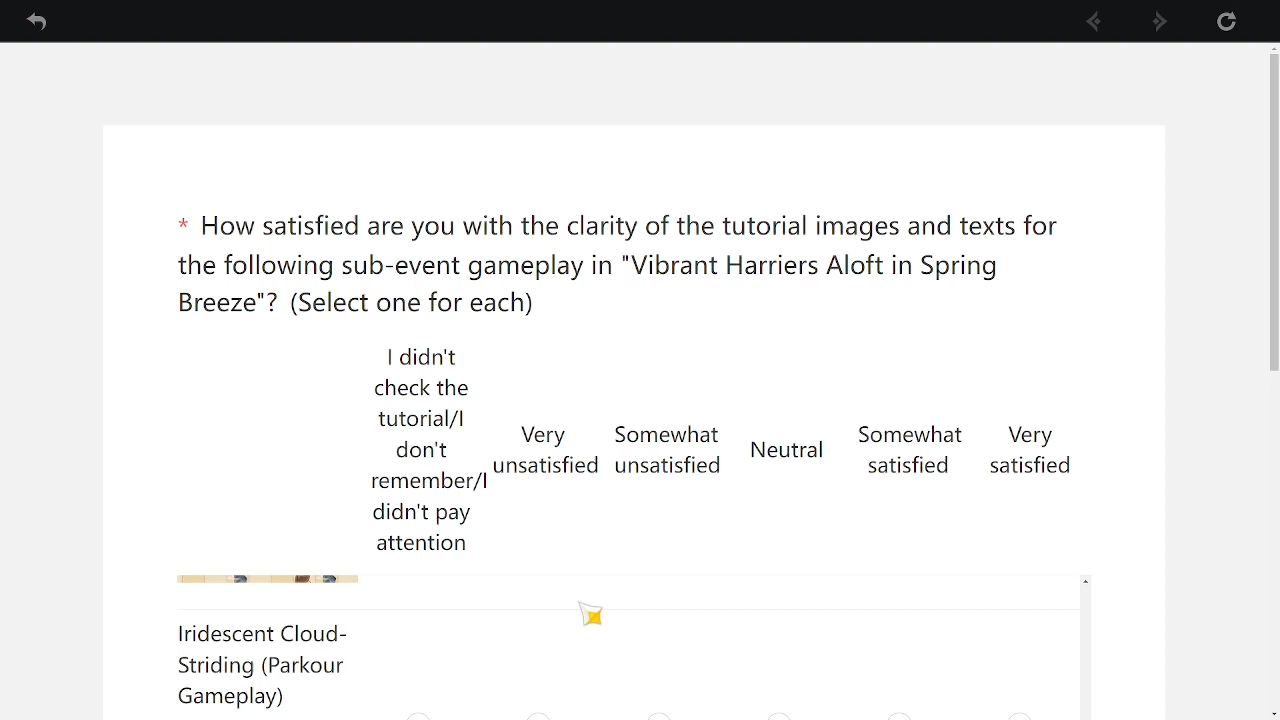 * How satisfied are you with the clarity of the tutorial images and texts for
the following sub-event gameplay in "Vibrant Harriers Aloft in Spring
Breeze"? (Select one for each)
I didn't
check the
tutorial/I
don't
remember/I
didn't pay
attention
Very
unsatisfied
Somewhat
unsatisfied
Neutral
Somewhat
satisfied
Very
satisfied
Iridescent Cloud-
Striding (Parkour
Gameplay)